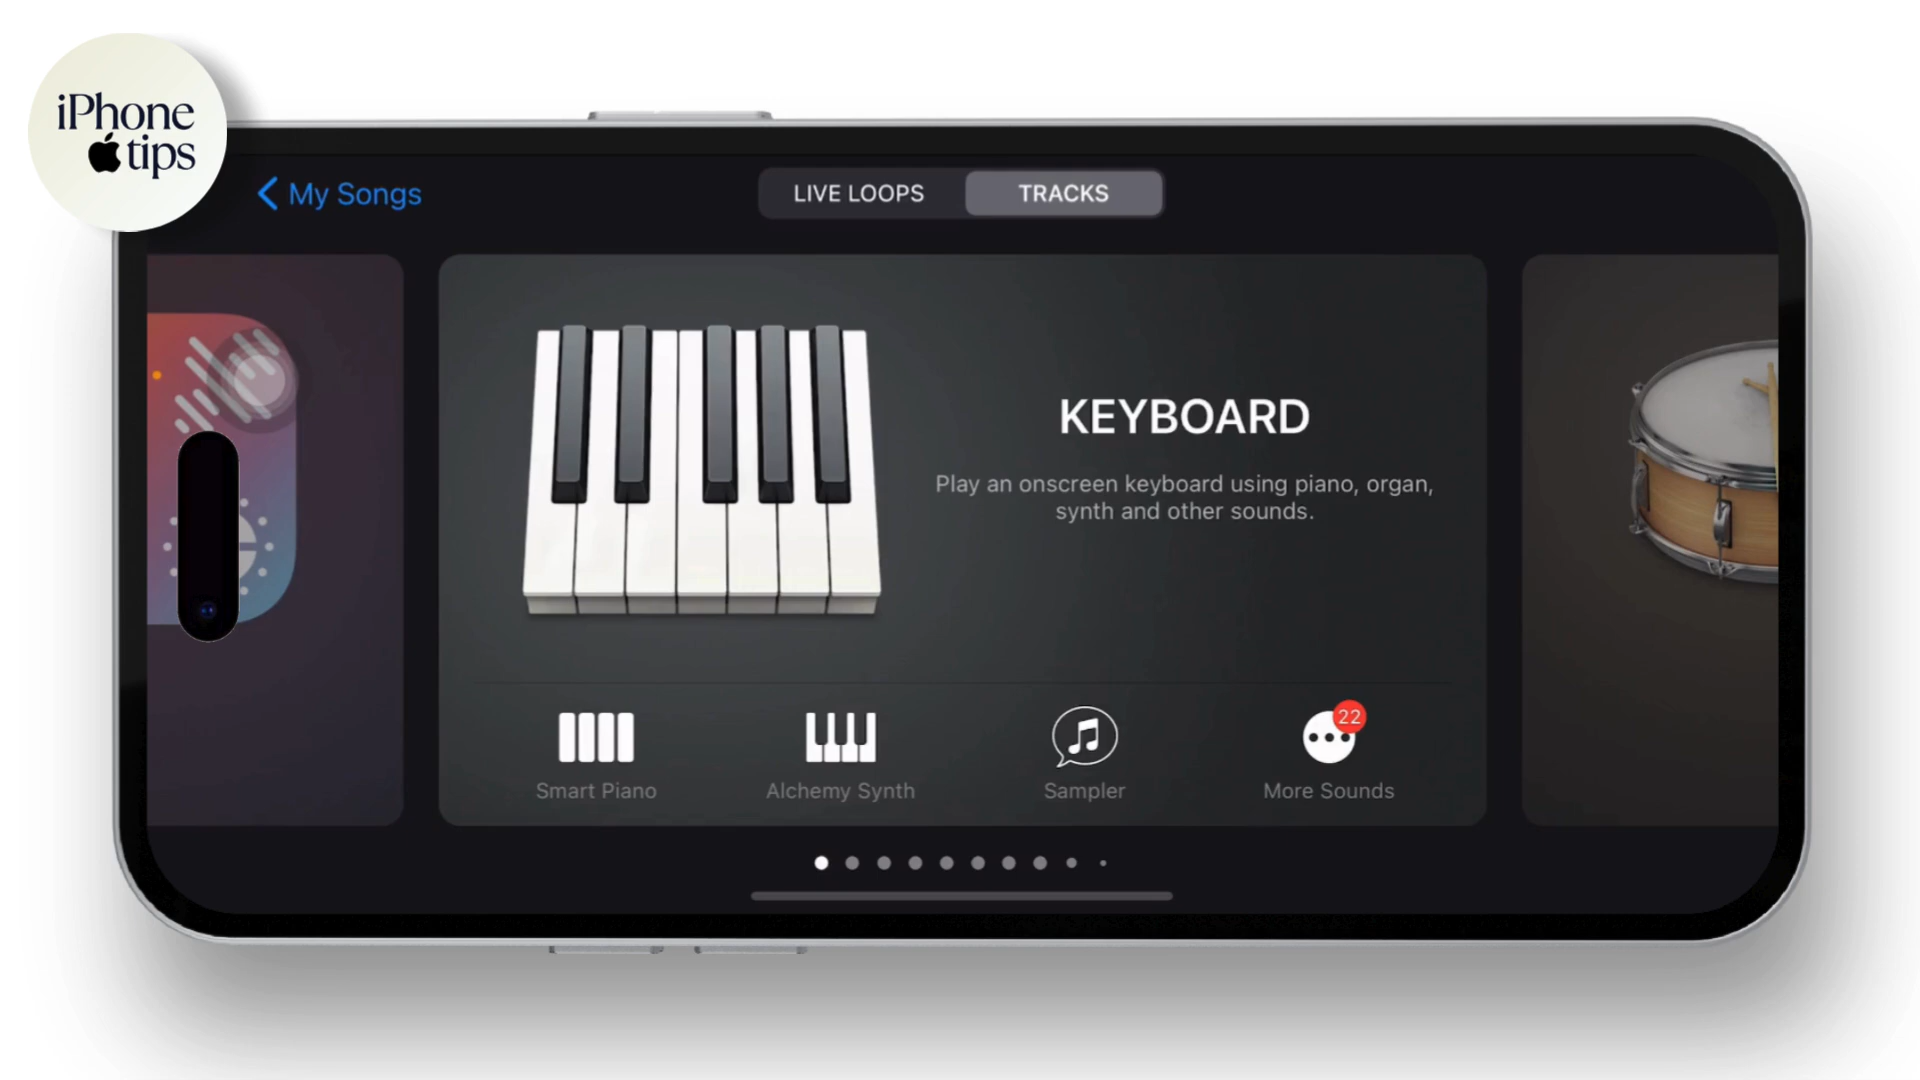 iPhone
tips
My Songs
LIVE LOOPS
TRACKS
KEYBOARD
Play an onscreen keyboard using piano, organ,
synth and other sounds.
22
Smart Piano
Alchemy Synth
Sampler
More Sounds